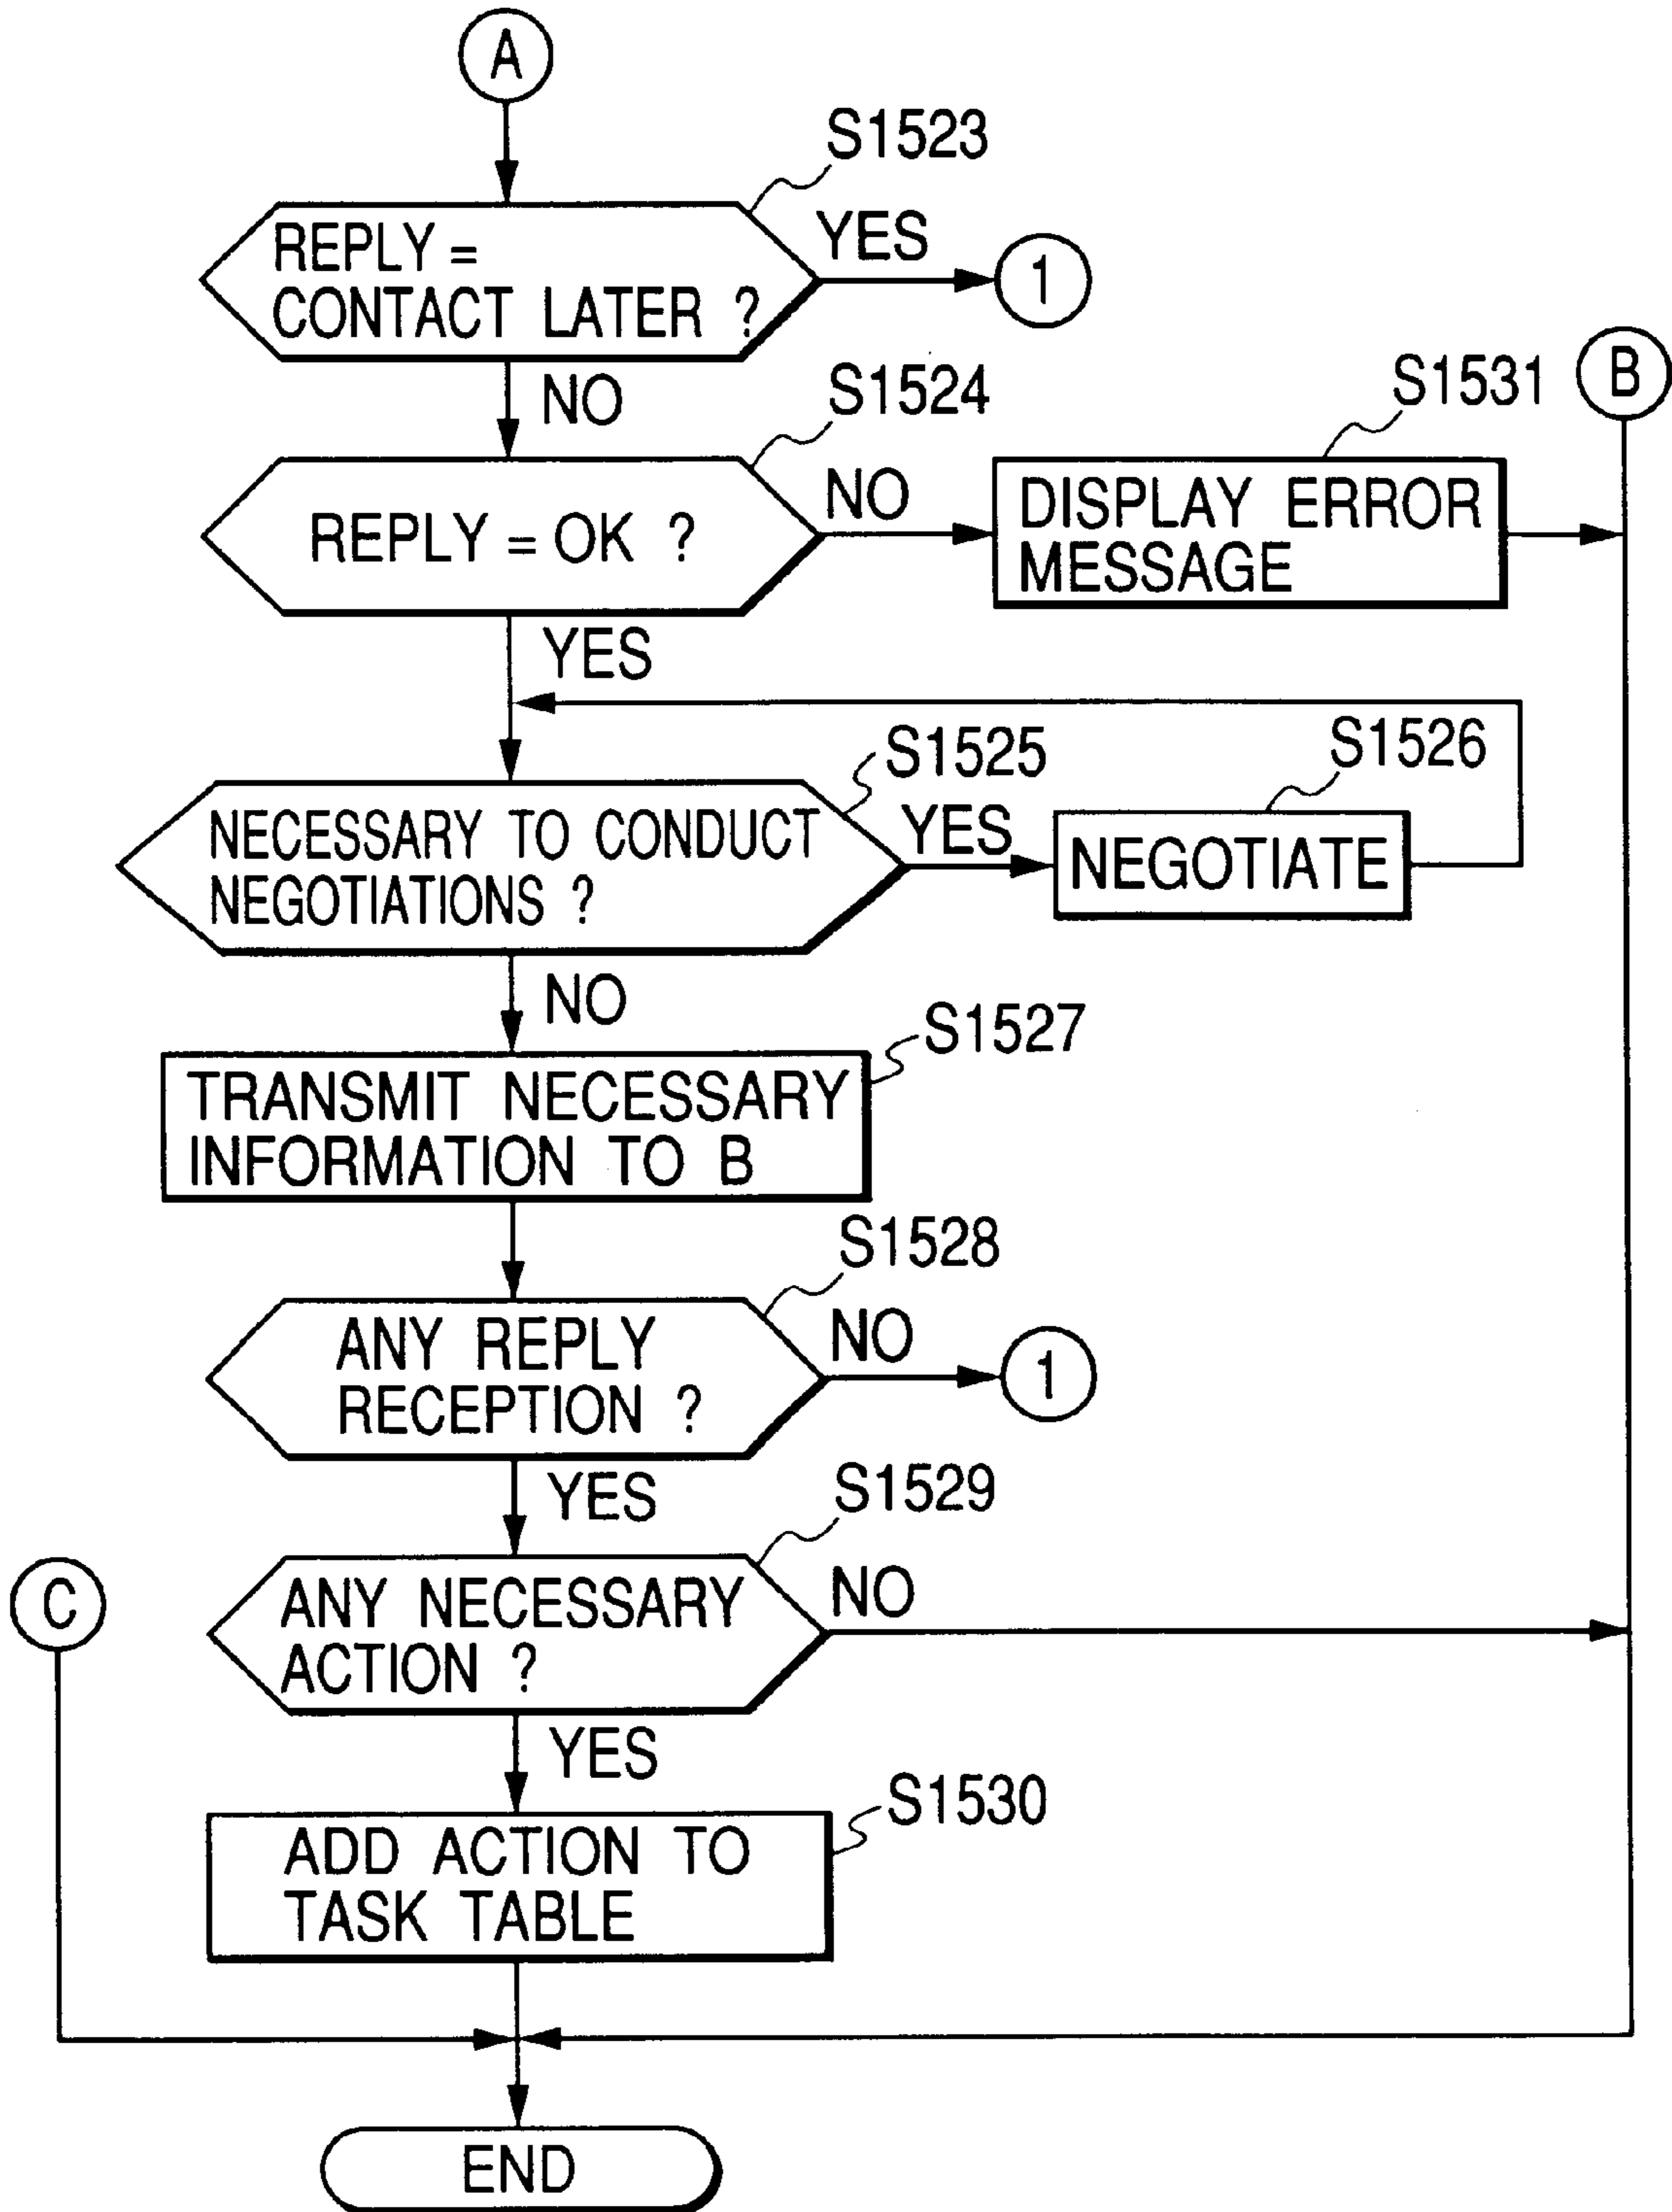 A
S1523
REPLY =
CONTACT LATER ?
YES
1
NO
S1524
REPLY = OK ?
NO
S1531
DISPLAY ERROR
MESSAGE
B
YES
S1525
NECESSARY TO CONDUCT
NEGOTIATIONS ?
YES
S1526
NEGOTIATE
NO
S1527
TRANSMIT NECESSARY
INFORMATION TO B
S1528
ANY REPLY
RECEPTION ?
NO
1
YES
S1529
ANY NECESSARY
ACTION ?
NO
C
YES
S1530
ADD ACTION TO
TASK TABLE
END